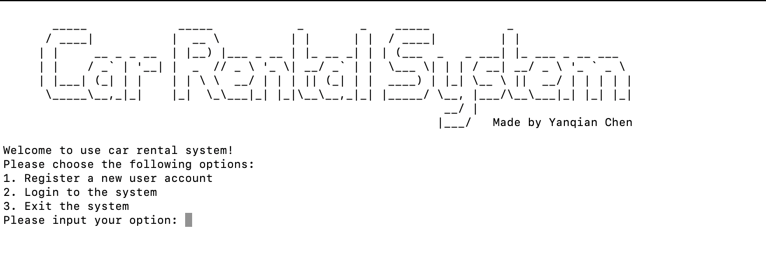 Car Rental System
Made by Yanqian Chen
Welcome to use car rental system!
Please choose the following options:
1. Register a new user account
2. Login to the system
3. Exit the system
Please input your option: